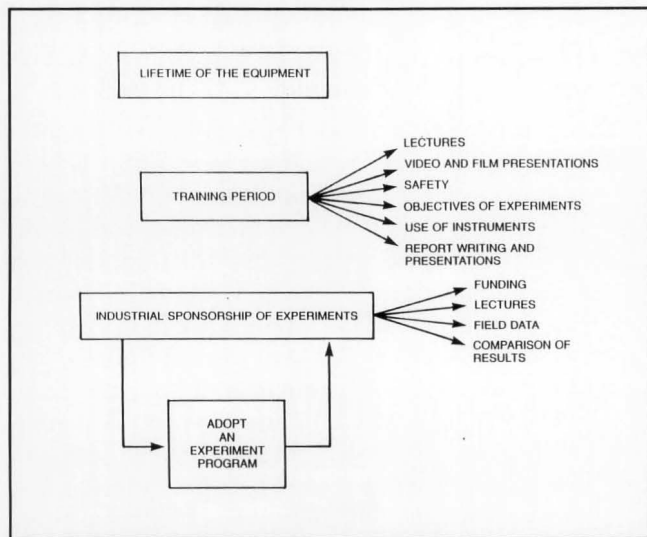 LIFETIME OF THE EQUIPMENT
LECTURES
VIDEO AND FILM PRESENTATIONS
SAFETY
TRAINING PERIOD
OBJECTIVES OF EXPERIMENTS
USE OF INSTRUMENTS
REPORT WRITING AND
PRESENTATIONS
FUNDING
INDUSTRIAL SPONSORSHIP OF EXPERIMENTS
LECTURES
FIELD DATA
COMPARISON OF
RESULTS
ADOPT
AN
EXPERIMENT
PROGRAM